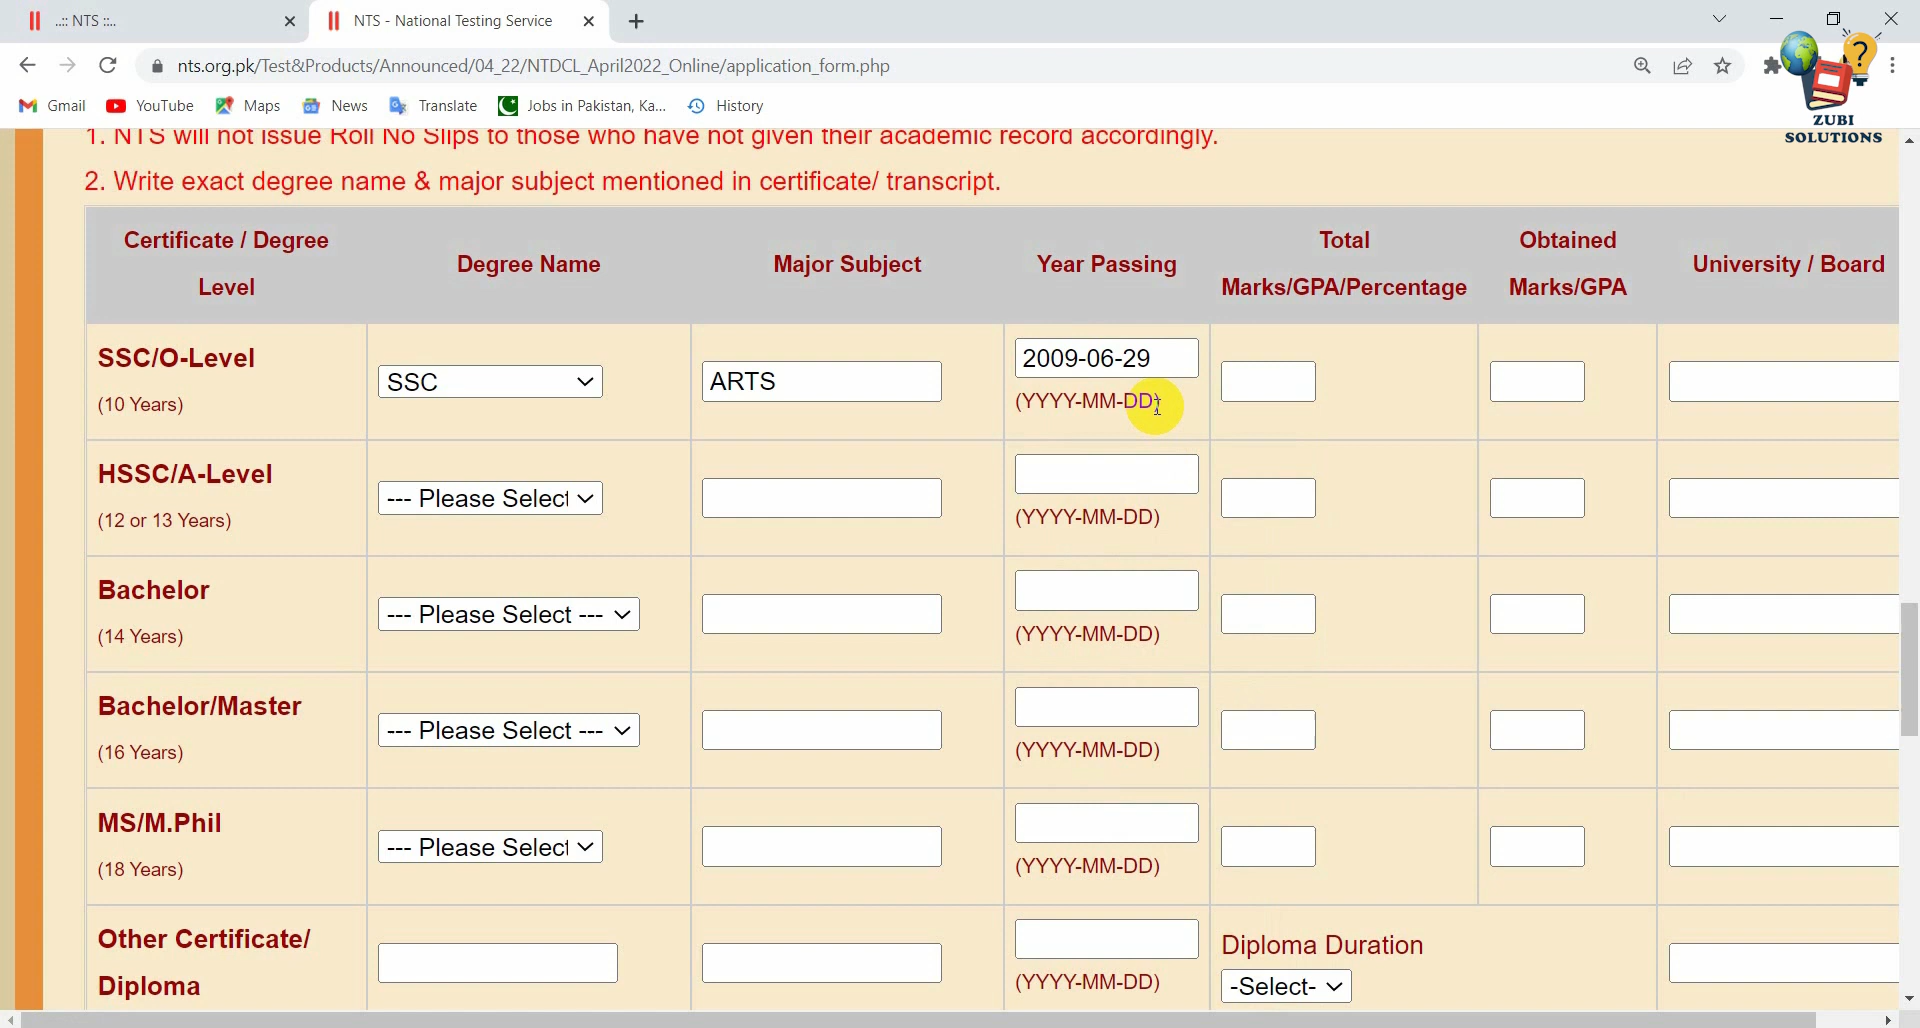 ..:: NTS ::..
NTS - National Testing Service
nts.org.pk/Test&Products/Announced/04_22/NTDCL_April2022_Online/application_form.php
Gmail YouTube Maps News Translate Jobs in Pakistan, Ka... History
?
ZUBI
SOLUTIONS
1. NTS will not issue Roll No Slips to those who have not given their academic record accordingly.
2. Write exact degree name & major subject mentioned in certificate/ transcript.
Certificate / Degree Level Degree Name Major Subject Year Passing Total Marks/GPA/Percentage Obtained Marks/GPA University / Board
SSC/O-Level
(10 Years)
SSC
ARTS
2009-06-29
(YYYY-MM-DD)
HSSC/A-Level
(12 or 13 Years)
--- Please Select
(YYYY-MM-DD)
Bachelor
(14 Years)
--- Please Select ---
(YYYY-MM-DD)
Bachelor/Master
(16 Years)
--- Please Select ---
(YYYY-MM-DD)
MS/M.Phil
(18 Years)
--- Please Select
(YYYY-MM-DD)
Other Certificate/
Diploma
(YYYY-MM-DD)
Diploma Duration
-Select-